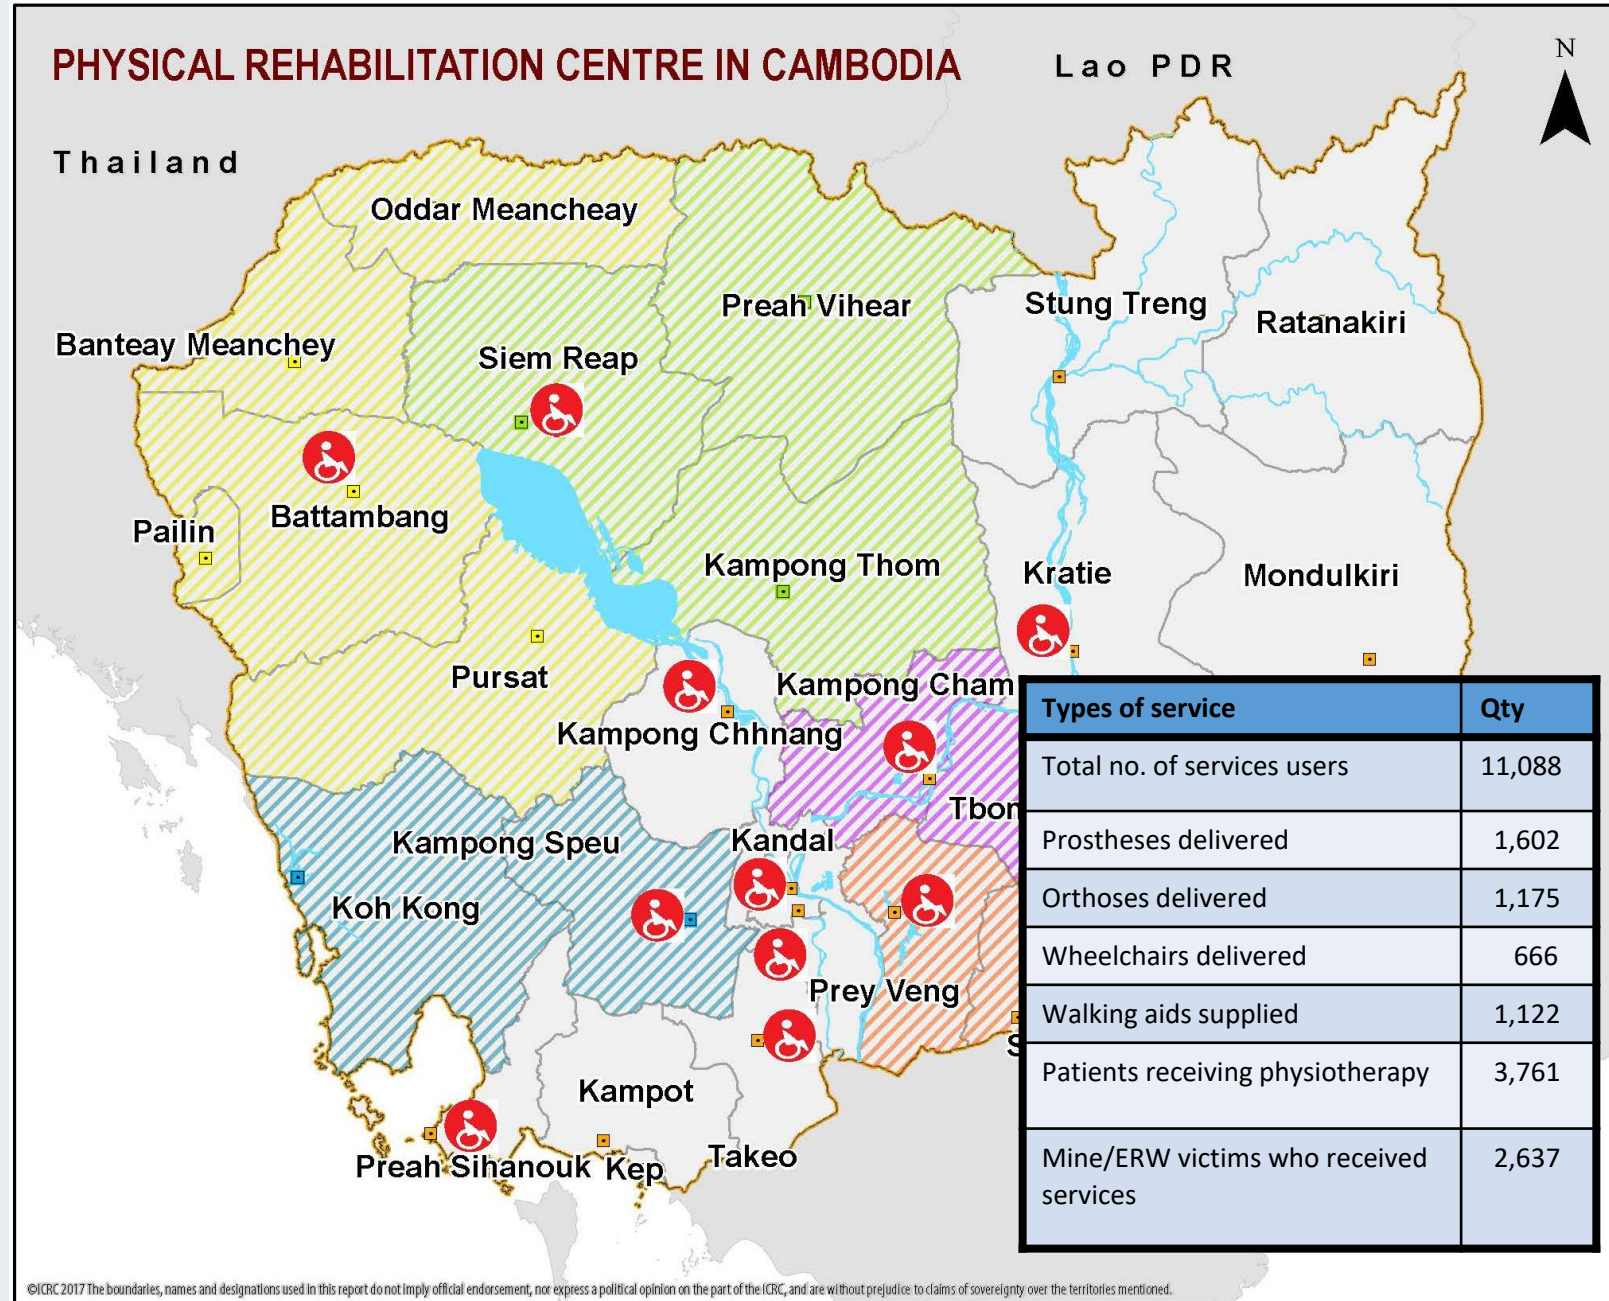 PHYSICAL REHABILITATION CENTRE IN CAMBODIA
Lao PDR
N
Thailand
Oddar Meancheay
Preah Vihear
Stung Treng
Ratanakiri
Banteay Meanchey
Siem Reap
Battambang
Pailin
Kampong Thom
Kratie
Mondulkiri
Pursat
Kampong Cham
Kampong Chhnang
Tbon
Kandal
Kampong Speu
Koh Kong
Prey Veng
S
Kampot
Takeo
Preah Sihanouk
Kep
Types of service Qty
Total no. of services users 11,088
Prostheses delivered 1,602
Orthoses delivered 1,175
Wheelchairs delivered 666
Walking aids supplied 1,122
Patients receiving physiotherapy 3,761
Mine/ERW victims who received 2,637
services
©ICRC 2017 The boundaries, names and designations used in this report do not imply official endorsement, nor express a political opinion on the part of the ICRC, and are without prejudice to claims of sovereignty over the territories mentioned.